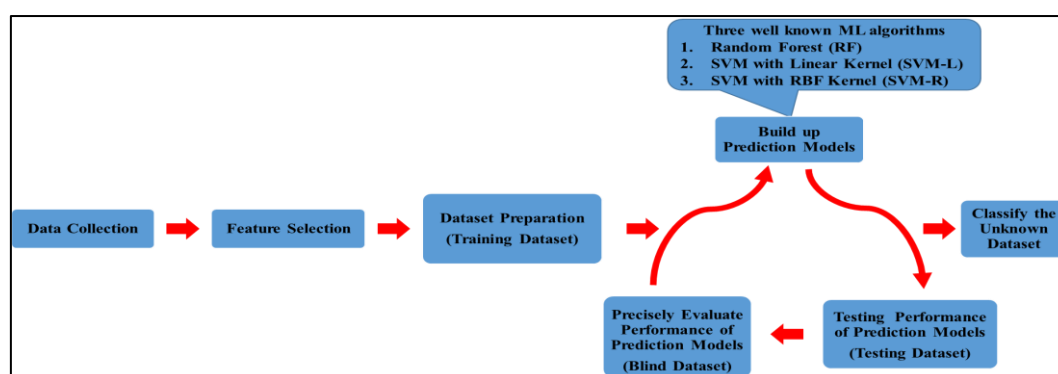 Three well known ML algorithms
1. Random Forest (RF)
2. SVM with Linear Kernel (SVM-L)
3. SVM with RBF Kernel (SVM-R)
Build up
Prediction Models
Data Collection
Feature Selection
Dataset Preparation
(Training Dataset)
Classify the
Unknown
Dataset
Precisely Evaluate
Performance of
Prediction Models
(Blind Dataset)
Testing Performance
of Prediction Models
(Testing Dataset)